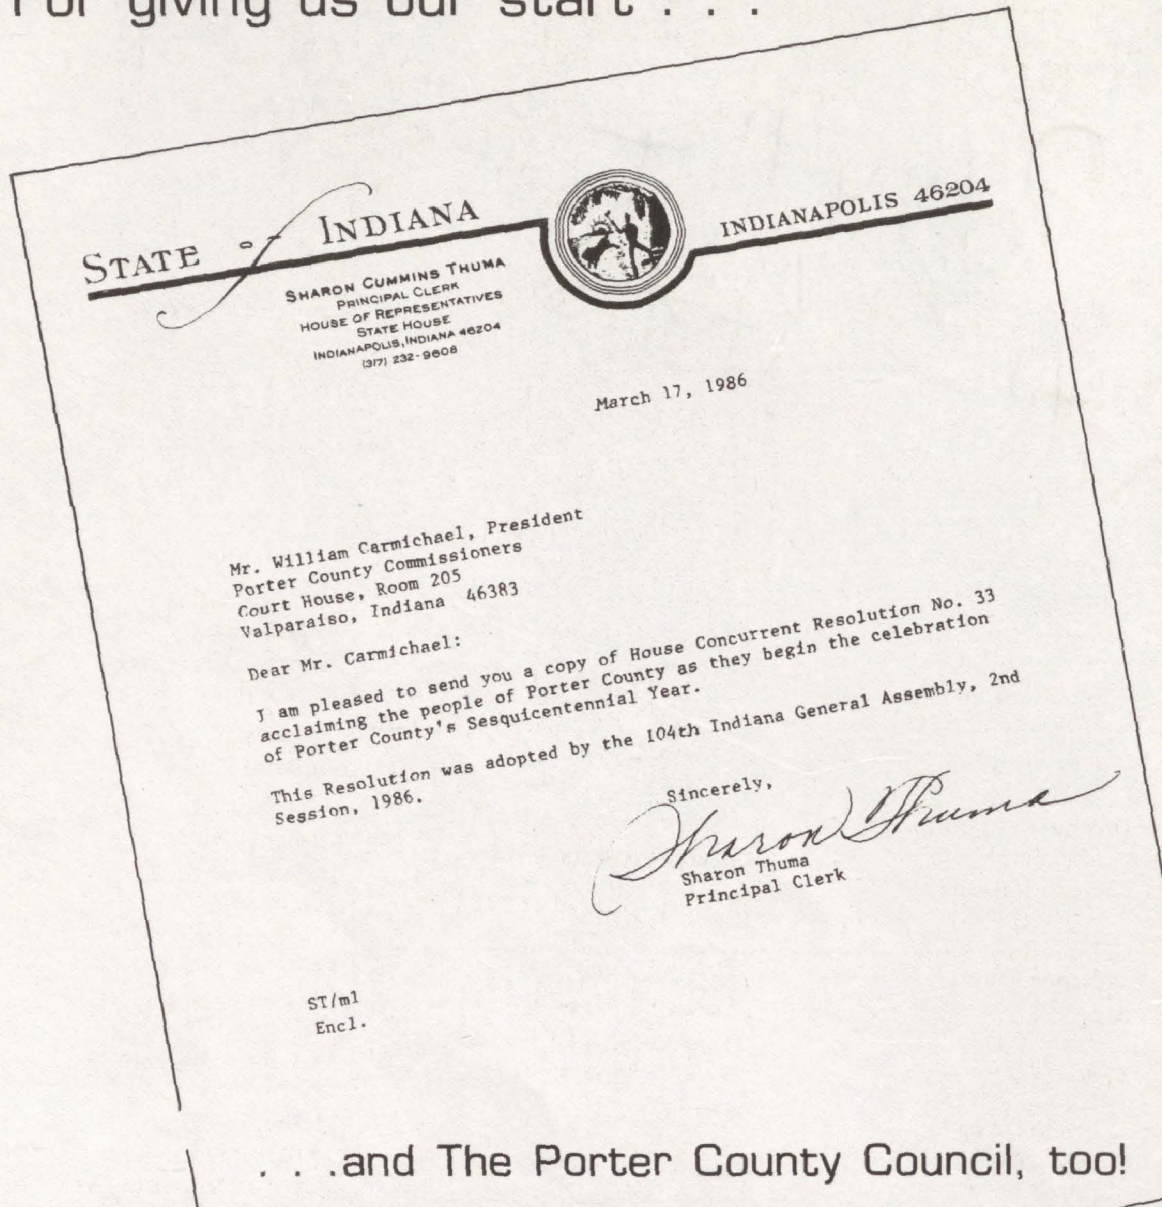 For giving us our start . . .
STATE of INDIANA
INDIANAPOLIS 46204
SHARON CUMMINS THUMA
PRINCIPAL CLERK
HOUSE OF REPRESENTATIVES
STATE HOUSE
INDIANAPOLIS, INDIANA 46204
(317) 232-9608
March 17, 1986
Mr. William Carmichael, President
Porter County Commissioners
Court House, Room 205
Valparaiso, Indiana 46383
Dear Mr. Carmichael:
I am pleased to send you a copy of House Concurrent Resolution No. 33
acclaiming the people of Porter County as they begin the celebration
of Porter County's Sesquicentennial Year.
This Resolution was adopted by the 104th Indiana General Assembly, 2nd
Session, 1986.
Sincerely,
Sharon Thuma
Sharon Thuma
Principal Clerk
ST/ml
Encl.
. . .and The Porter County Council, too!